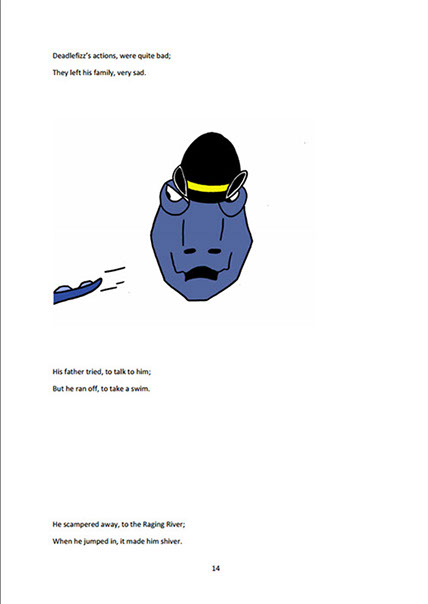 Deadlefizz's actions, were quite bad;
They left his family, very sad.
His father tried, to talk to him;
But he ran off, to take a swim.
He scampered away, to the Raging River;
When he jumped in, it made him shiver.
14